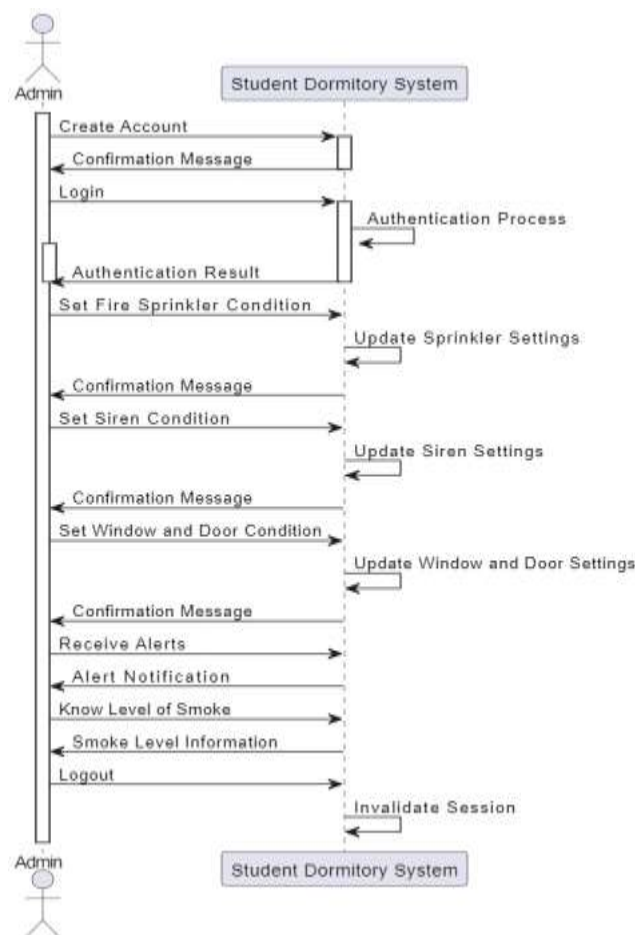 Admin
Student Dormitory System
Create Account
Confirmation Message
Login
Authentication Process
Authentication Result
Set Fire Sprinkler Condition
Update Sprinkler Settings
Confirmation Message
Set Siren Condition
Update Siren Settings
Confirmation Message
Set Window and Door Condition
Update Window and Door Settings
Confirmation Message
Receive Alerts
Alert Notification
Know Level of Smoke
Smoke Level Information
Logout
Invalidate Session
Admin
Student Dormitory System